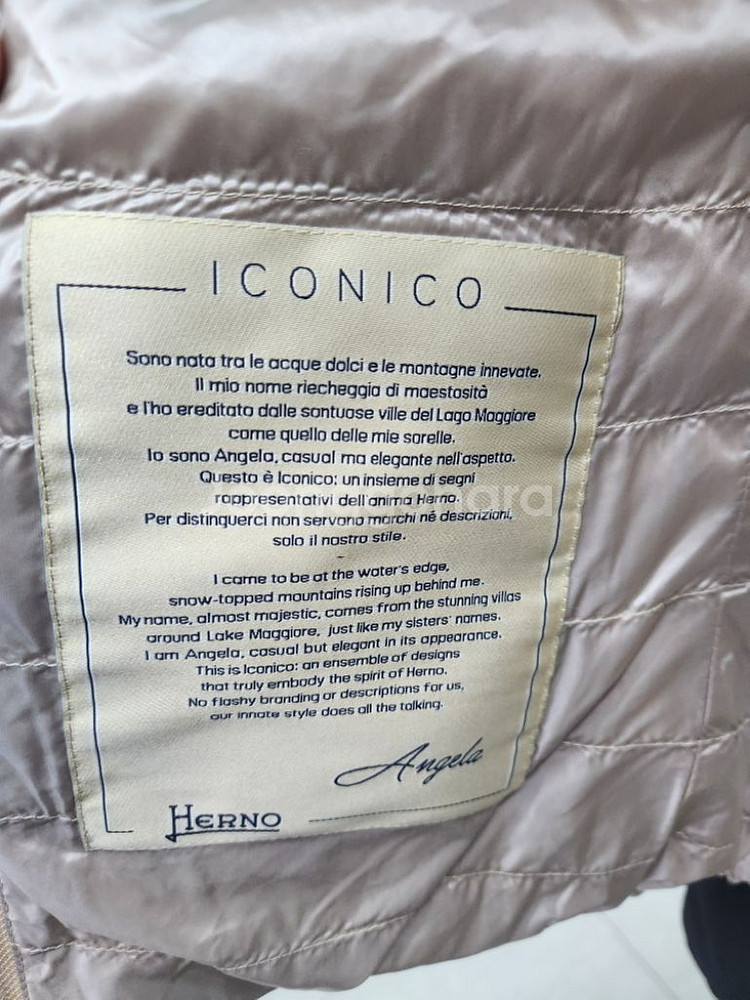 ICONICO
Sono nata tra le acque dolci e le montagne innevate.
Il mio nome riecheggia di maestosità
e l'ho ereditato dalle santuose ville del Lago Maggiore
come quello delle mie sorelle.
Io sono Angela, casual ma elegante nell'aspetto.
Questo è Iconico: un insieme di segni
rappresentativi dell'anima Herno.
Per distinguerci non servono marchi né descrizioni,
solo il nostro stile.
-
I came to be at the water's edge,
snow-topped mountains rising up behind me.
My name, almost majestic, comes from the stunning villas
around Lake Maggiore, just like my sisters' names.
I am Angela, casual but elegant in its appearance.
This is Iconico: an ensemble of designs
that truly embody the spirit of Herno.
No flashy branding or descriptions for us,
our innate style does all the talking.
Angela
HERNO